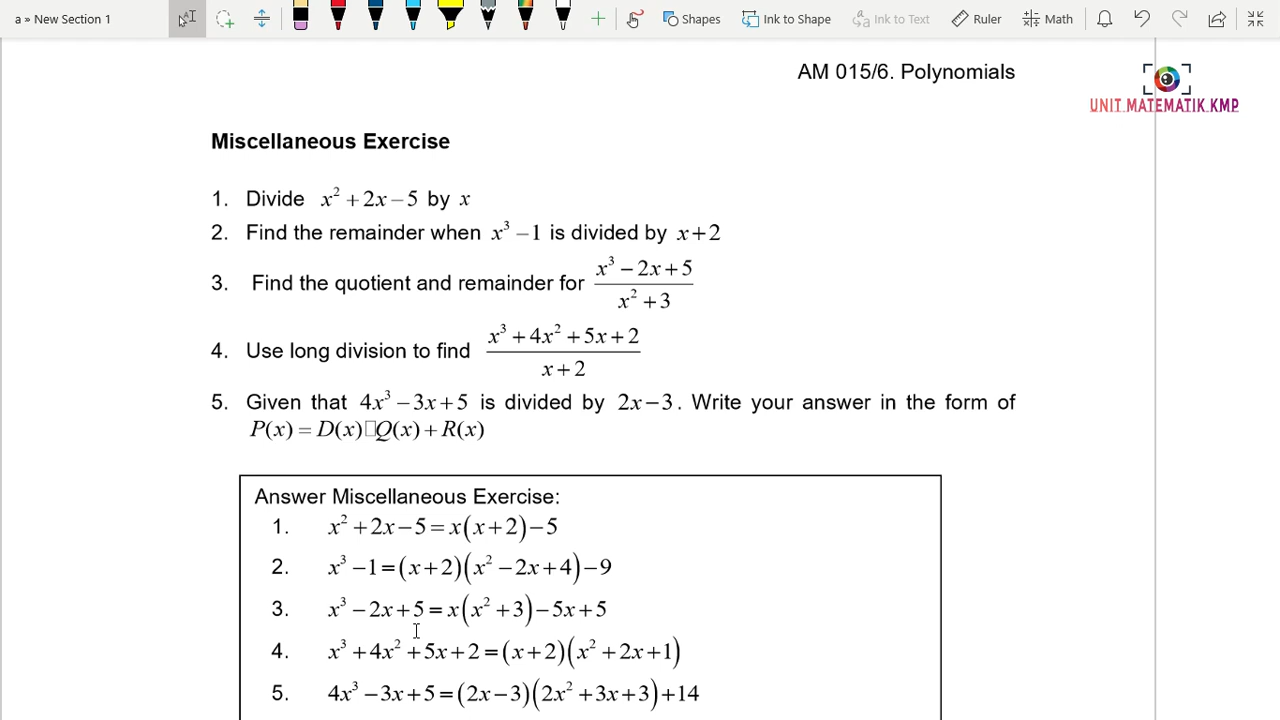 a » New Section 1 Shapes Ink to Shape Ink to Text Ruler Math
AM 015/6. Polynomials
UNIT.MATEMATIK.KMP
Miscellaneous Exercise
1. Divide x² + 2x − 5 by x
2. Find the remainder when x³ − 1 is divided by x + 2
3. Find the quotient and remainder for (x³ − 2x + 5)/(x² + 3)
4. Use long division to find (x³ + 4x² + 5x + 2)/(x + 2)
5. Given that 4x³ − 3x + 5 is divided by 2x − 3. Write your answer in the form of
P(x) = D(x)□Q(x) + R(x)
Answer Miscellaneous Exercise:
1. x² + 2x − 5 = x(x + 2) − 5
2. x³ − 1 = (x + 2)(x² − 2x + 4) − 9
3. x³ − 2x + 5 = x(x² + 3) − 5x + 5
4. x³ + 4x² + 5x + 2 = (x + 2)(x² + 2x + 1)
5. 4x³ − 3x + 5 = (2x − 3)(2x² + 3x + 3) + 14